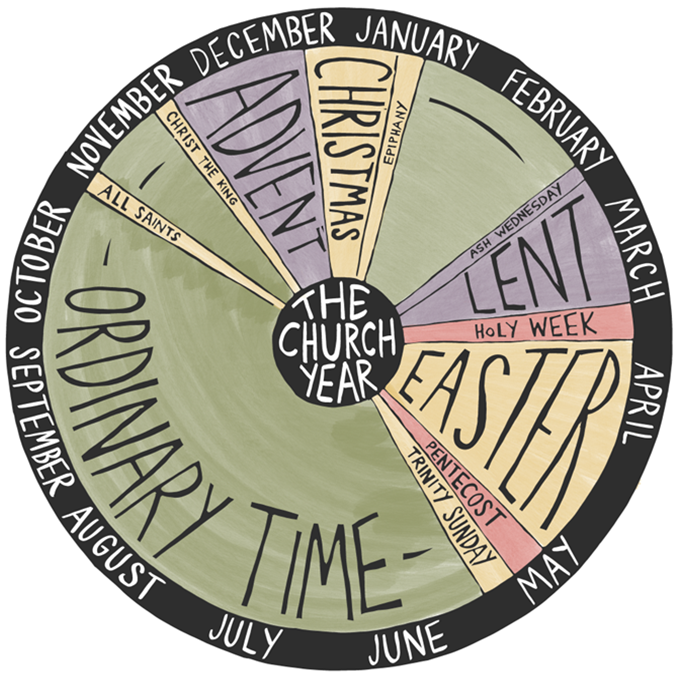 THE
CHURCH
YEAR
JANUARY
FEBRUARY
MARCH
APRIL
MAY
JUNE
JULY
AUGUST
SEPTEMBER
OCTOBER
NOVEMBER
DECEMBER
ADVENT
CHRISTMAS
EPIPHANY
ASH WEDNESDAY
LENT
HOLY WEEK
EASTER
PENTECOST
TRINITY SUNDAY
-ORDINARY TIME-
ALL SAINTS
CHRIST THE KING